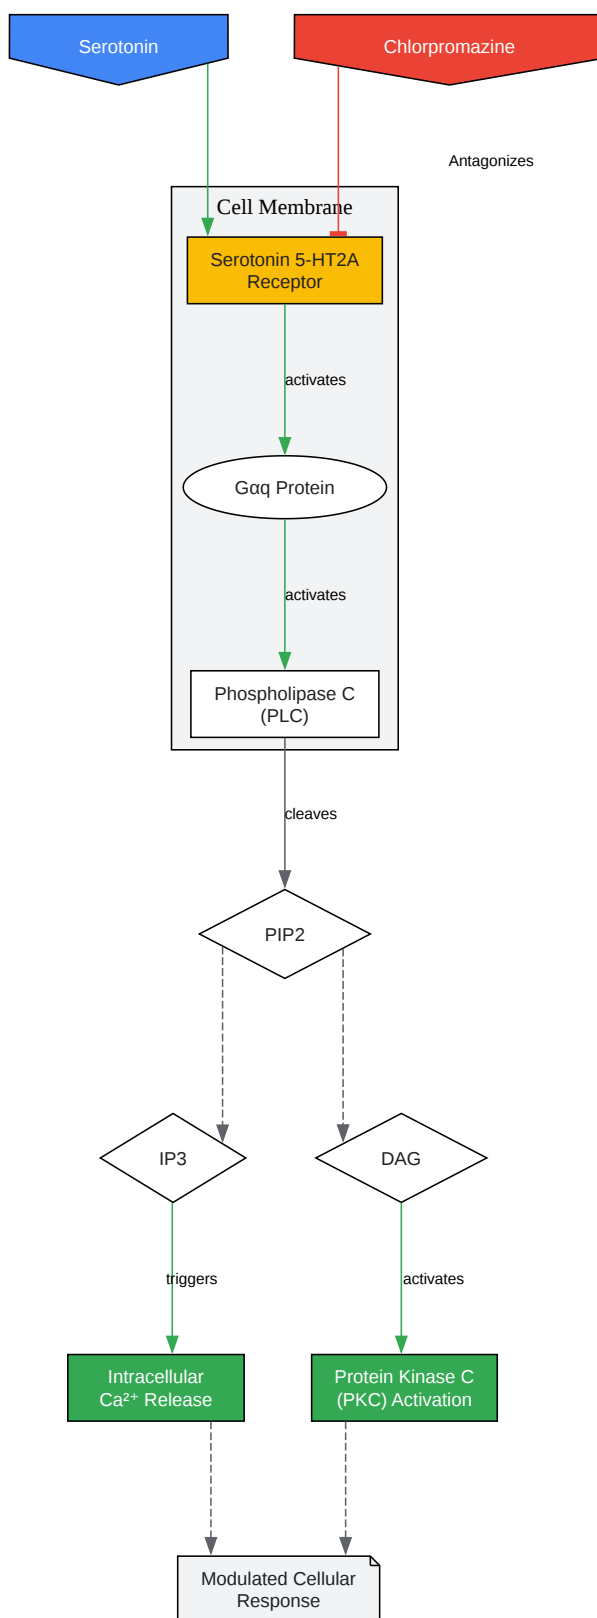 Serotonin
Chlorpromazine
Antagonizes
Cell Membrane
Serotonin 5-HT2A
Receptor
activates
Gαq Protein
activates
Phospholipase C
(PLC)
cleaves
PIP2
IP3
DAG
triggers
activates
Intracellular
Ca²⁺ Release
Protein Kinase C
(PKC) Activation
Modulated Cellular
Response